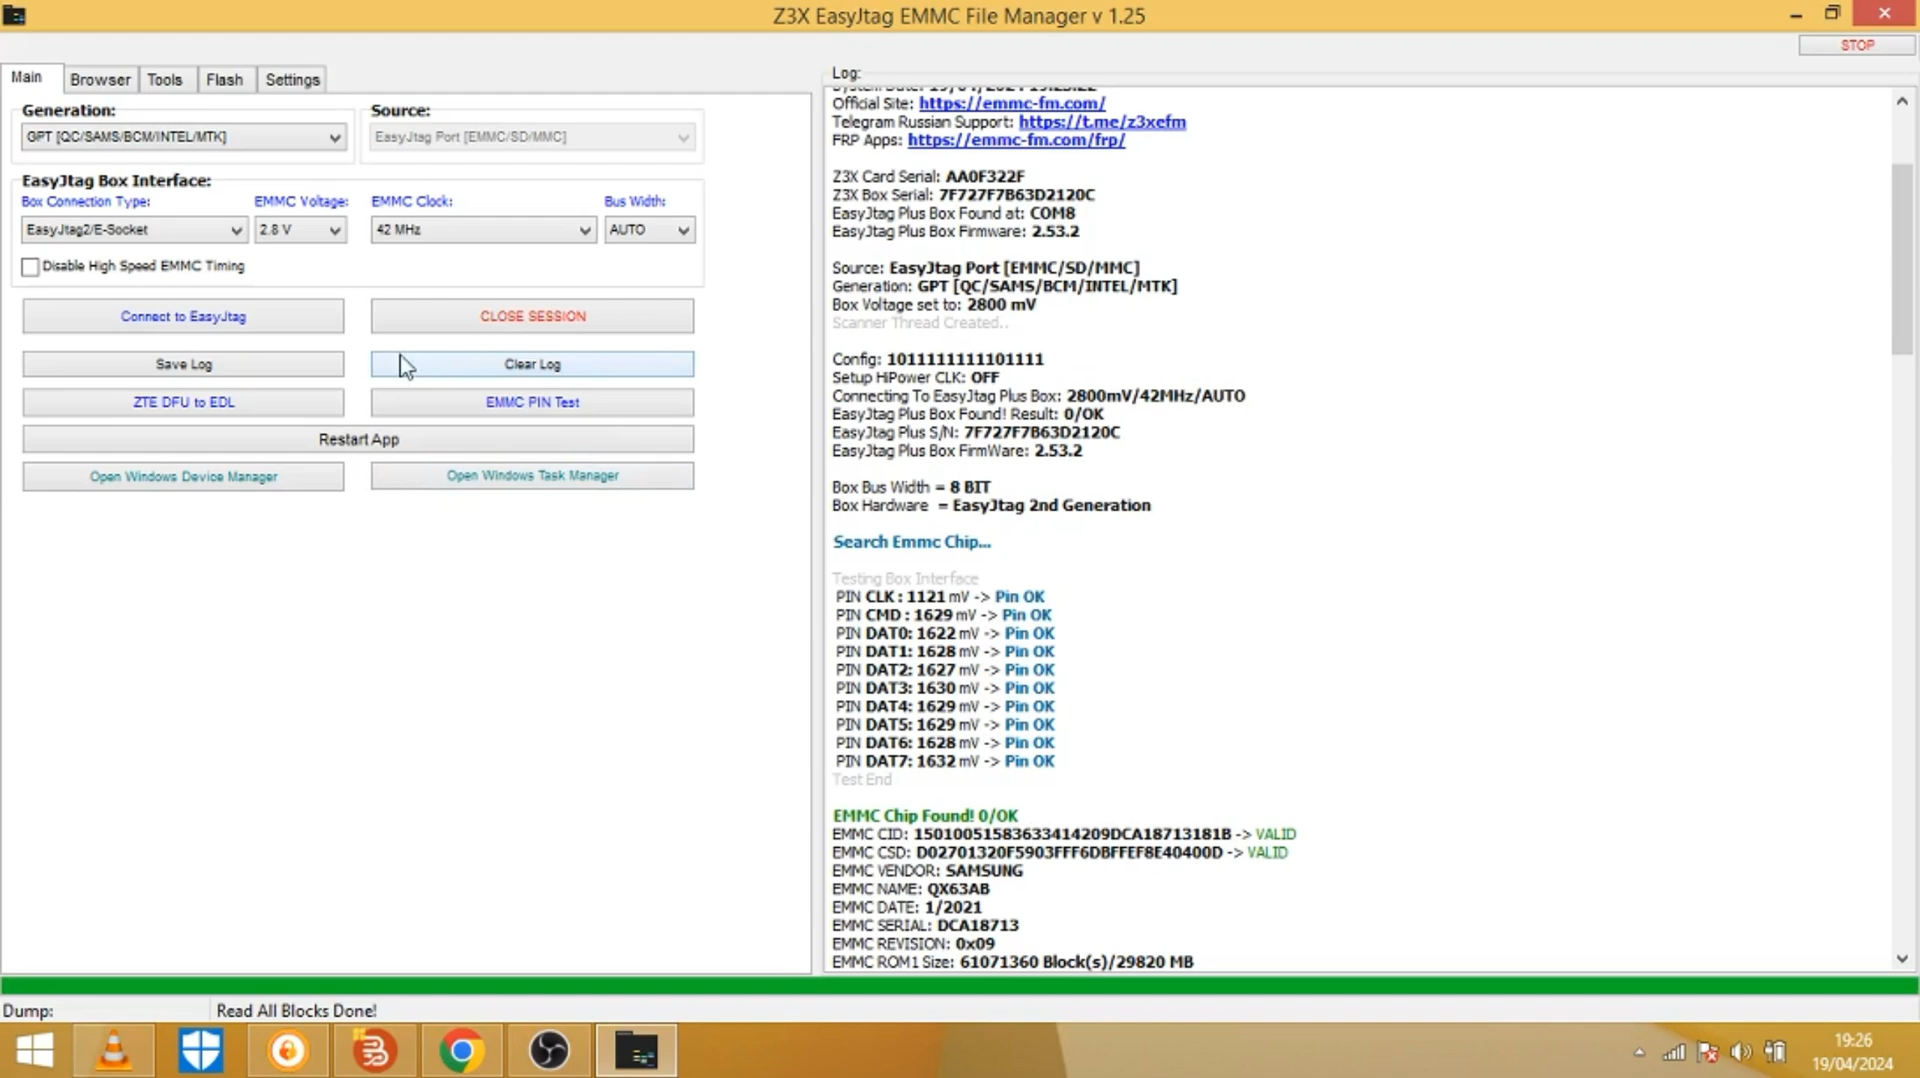 Z3X EasyJtag EMMC File Manager v 1.25
STOP
Main
Browser
Tools
Flash
Settings
Generation:
Source:
GPT [QC/SAMS/BCM/INTEL/MTK]
EasyJtag Port [EMMC/SD/MMC]
EasyJtag Box Interface:
Box Connection Type:
EMMC Voltage:
EMMC Clock:
Bus Width:
EasyJtag2/E-Socket
2.8 V
42 MHz
AUTO
Disable High Speed EMMC Timing
Connect to EasyJtag
CLOSE SESSION
Save Log
Clear Log
ZTE DFU to EDL
EMMC PIN Test
Restart App
Open Windows Device Manager
Open Windows Task Manager
Log:
System Date: 19/04/2024 19:25:22
Official Site: https://emmc-fm.com/
Telegram Russian Support: https://t.me/z3xefm
FRP Apps: https://emmc-fm.com/frp/
Z3X Card Serial: AA0F322F
Z3X Box Serial: 7F727F7B63D2120C
EasyJtag Plus Box Found at: COM8
EasyJtag Plus Box Firmware: 2.53.2
Source: EasyJtag Port [EMMC/SD/MMC]
Generation: GPT [QC/SAMS/BCM/INTEL/MTK]
Box Voltage set to: 2800 mV
Scanner Thread Created..
Config: 1011111111101111
Setup HiPower CLK: OFF
Connecting To EasyJtag Plus Box: 2800mV/42MHz/AUTO
EasyJtag Plus Box Found! Result: 0/OK
EasyJtag Plus S/N: 7F727F7B63D2120C
EasyJtag Plus Box FirmWare: 2.53.2
Box Bus Width = 8 BIT
Box Hardware = EasyJtag 2nd Generation
Search Emmc Chip...
Testing Box Interface
PIN CLK : 1121 mV -> Pin OK
PIN CMD : 1629 mV -> Pin OK
PIN DAT0: 1622 mV -> Pin OK
PIN DAT1: 1628 mV -> Pin OK
PIN DAT2: 1627 mV -> Pin OK
PIN DAT3: 1630 mV -> Pin OK
PIN DAT4: 1629 mV -> Pin OK
PIN DAT5: 1629 mV -> Pin OK
PIN DAT6: 1628 mV -> Pin OK
PIN DAT7: 1632 mV -> Pin OK
Test End
EMMC Chip Found! 0/OK
EMMC CID: 15010051583633414209DCA18713181B -> VALID
EMMC CSD: D02701320F5903FFF6DBFFEF8E40400D -> VALID
EMMC VENDOR: SAMSUNG
EMMC NAME: QX63AB
EMMC DATE: 1/2021
EMMC SERIAL: DCA18713
EMMC REVISION: 0x09
EMMC ROM1 Size: 61071360 Block(s)/29820 MB
Dump:
Read All Blocks Done!
19:26
19/04/2024